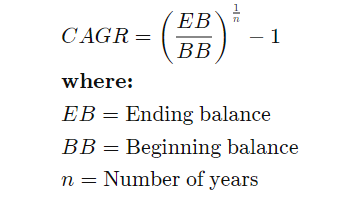 CAGR = (EB/BB)^(1/n) − 1
where:
EB = Ending balance
BB = Beginning balance
n = Number of years